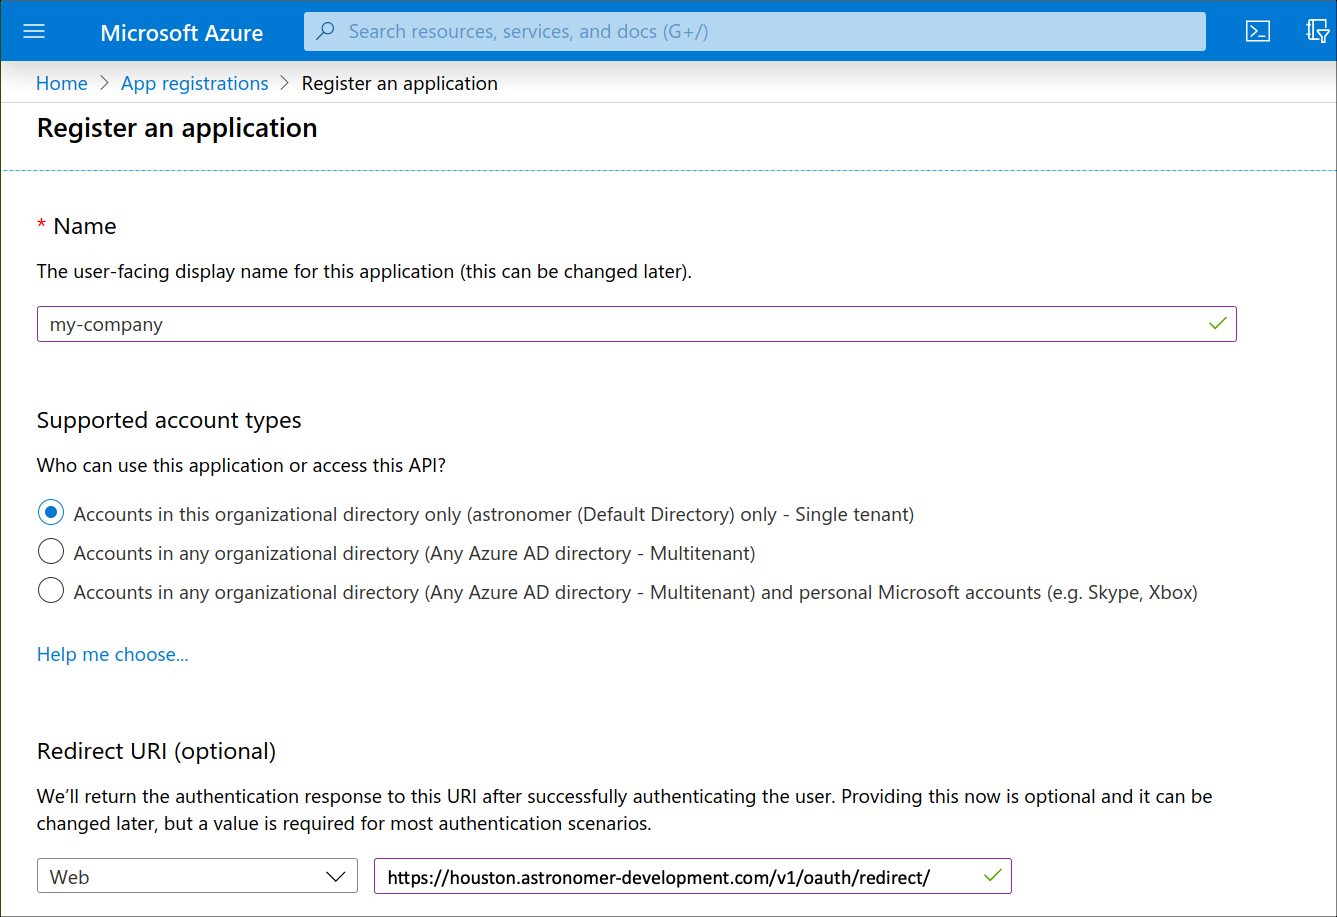 Microsoft Azure
Search resources, services, and docs (G+/)
Home > App registrations > Register an application
Register an application
* Name
The user-facing display name for this application (this can be changed later).
my-company
Supported account types
Who can use this application or access this API?
Accounts in this organizational directory only (astronomer (Default Directory) only - Single tenant)
Accounts in any organizational directory (Any Azure AD directory - Multitenant)
Accounts in any organizational directory (Any Azure AD directory - Multitenant) and personal Microsoft accounts (e.g. Skype, Xbox)
Help me choose...
Redirect URI (optional)
We’ll return the authentication response to this URI after successfully authenticating the user. Providing this now is optional and it can be
changed later, but a value is required for most authentication scenarios.
Web
https://houston.astronomer-development.com/v1/oauth/redirect/